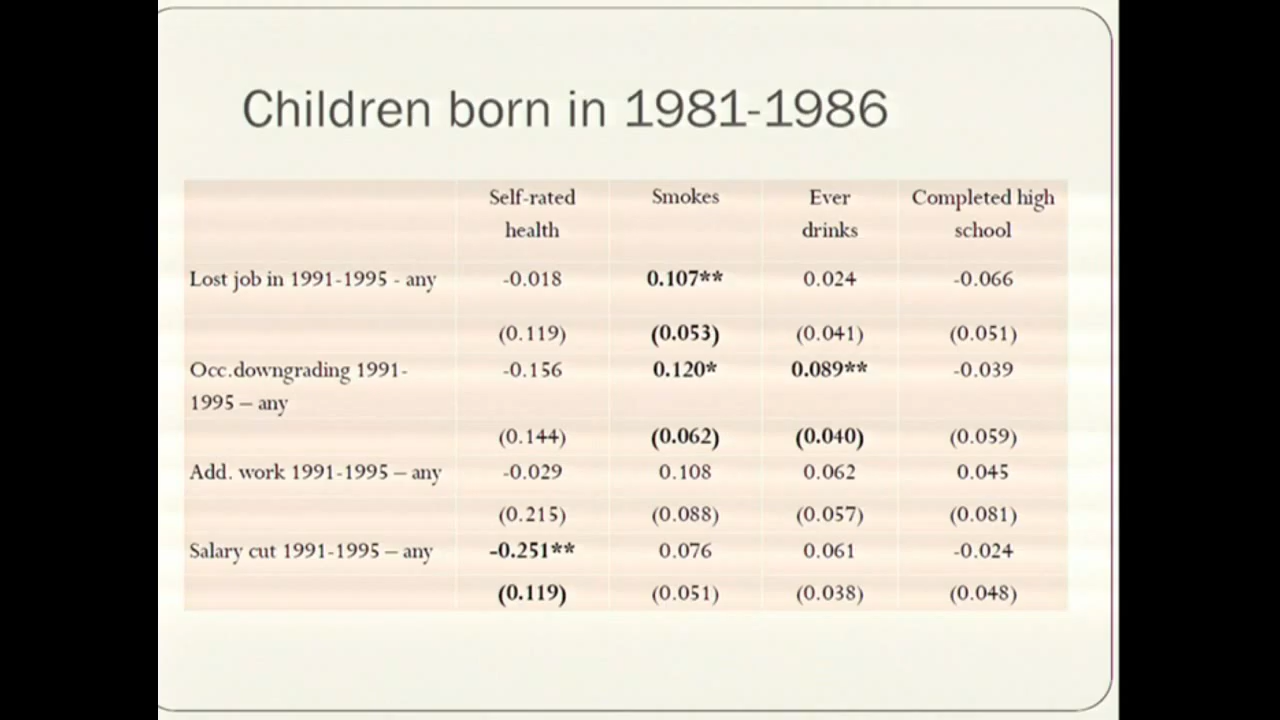 Children born in 1981-1986
Self-rated health Smokes Ever drinks Completed high school
Lost job in 1991-1995 - any -0.018 0.107** 0.024 -0.066
(0.119) (0.053) (0.041) (0.051)
Occ.downgrading 1991-1995 – any -0.156 0.120* 0.089** -0.039
(0.144) (0.062) (0.040) (0.059)
Add. work 1991-1995 – any -0.029 0.108 0.062 0.045
(0.215) (0.088) (0.057) (0.081)
Salary cut 1991-1995 – any -0.251** 0.076 0.061 -0.024
(0.119) (0.051) (0.038) (0.048)